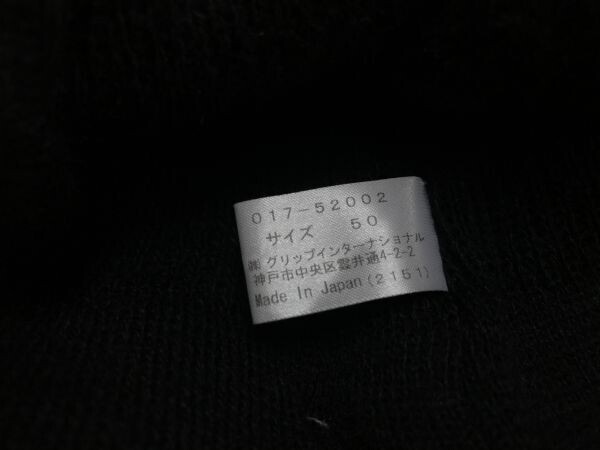 017-52002
サイズ 50
㈱グリップインターナショナル
神戸市中央区雲井通4-2-2
Made In Japan(2151)